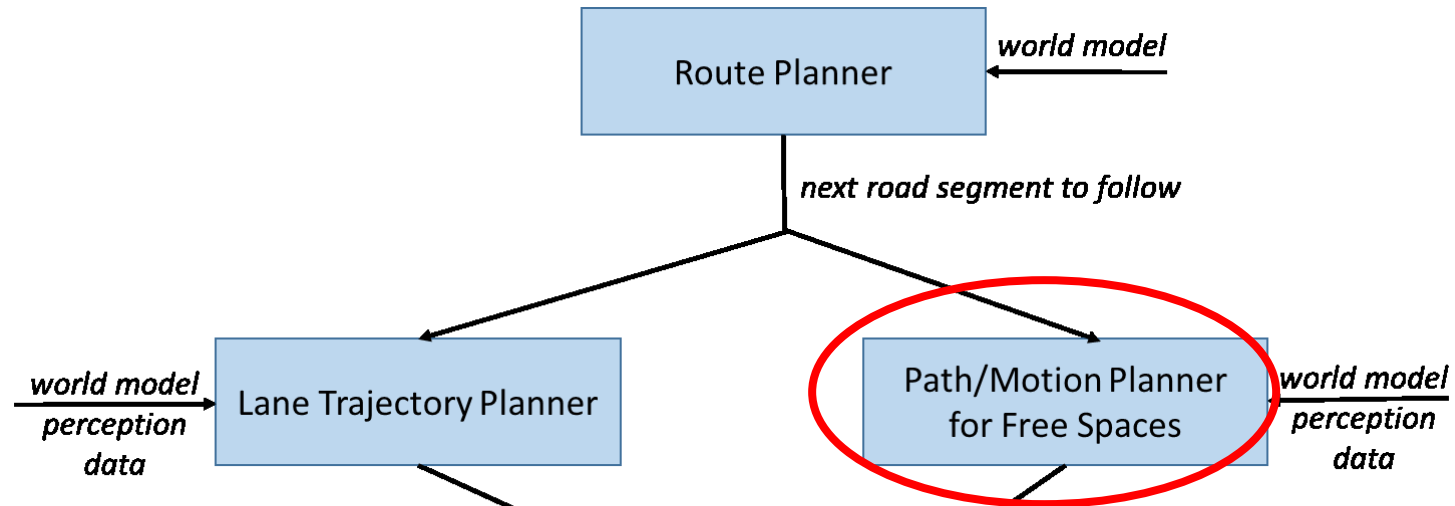 world model
Route Planner
next road segment to follow
world model
perception
data
Lane Trajectory Planner
Path/Motion Planner
for Free Spaces
world model
perception
data